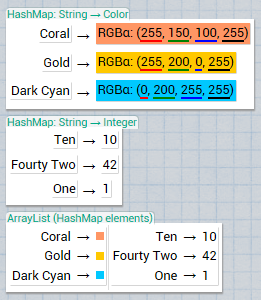 HashMap: String → Color
Coral → RGBα: (255, 150, 100, 255)
Gold → RGBα: (255, 200, 0, 255)
Dark Cyan → RGBα: (0, 200, 255, 255)
HashMap: String → Integer
Ten → 10
Fourty Two → 42
One → 1
ArrayList (HashMap elements)
Coral → Ten → 10
Gold → Fourty Two → 42
Dark Cyan → One → 1